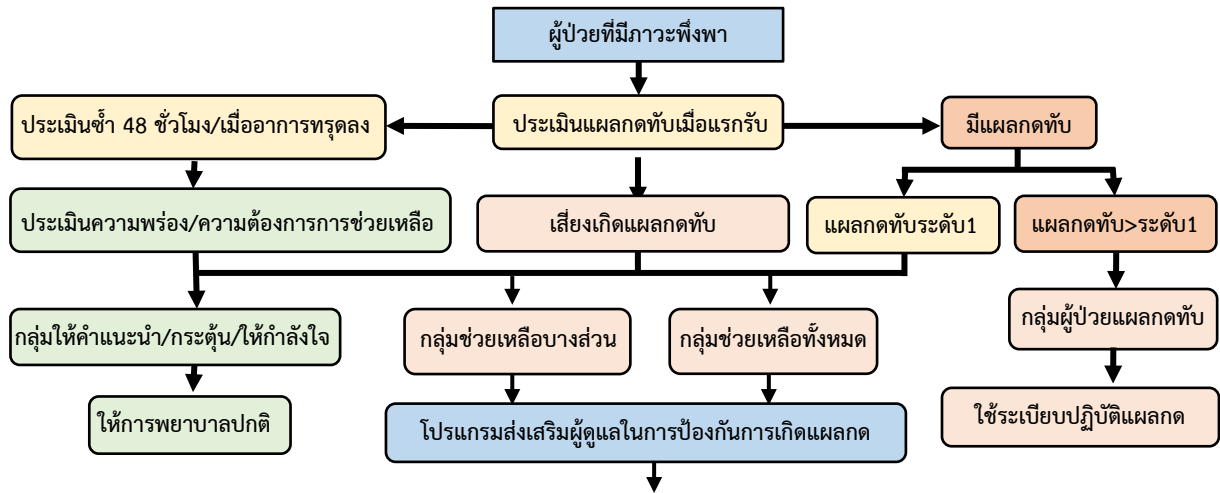 ผู้ป่วยที่มีภาวะพึ่งพา
ประเมินซ้ำ 48 ชั่วโมง/เมื่ออาการทรุดลง
ประเมินแผลกดทับเมื่อแรกรับ
มีแผลกดทับ
ประเมินความพร่อง/ความต้องการการช่วยเหลือ
เสี่ยงเกิดแผลกดทับ
แผลกดทับระดับ1
แผลกดทับ>ระดับ1
กลุ่มให้คำแนะนำ/กระตุ้น/ให้กำลังใจ
กลุ่มช่วยเหลือบางส่วน
กลุ่มช่วยเหลือทั้งหมด
กลุ่มผู้ป่วยแผลกดทับ
ให้การพยาบาลปกติ
โปรแกรมส่งเสริมผู้ดูแลในการป้องกันการเกิดแผลกด
ใช้ระเบียบปฏิบัติแผลกด